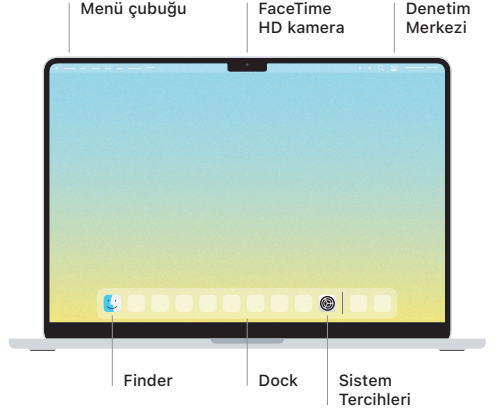 Menü çubuğu
FaceTime
HD kamera
Denetim
Merkezi
Finder
Dock
Sistem
Tercihleri